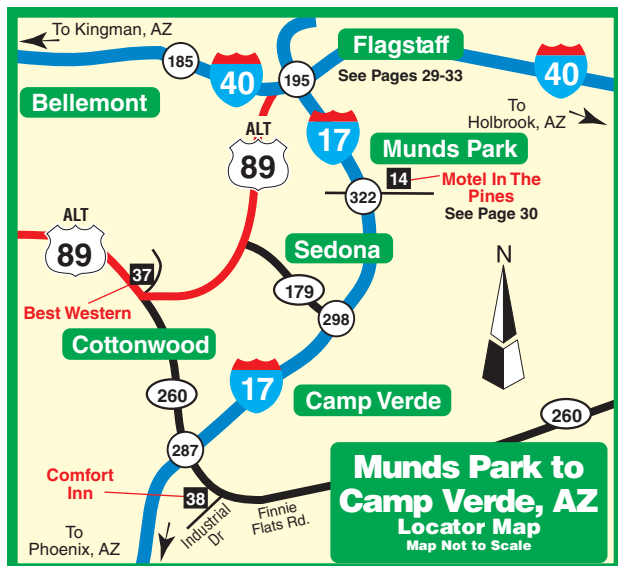 To Kingman, AZ
185
40
195
Flagstaff
See Pages 29-33
40
Bellemont
To
Holbrook, AZ
ALT
89
17
Munds Park
14
Motel In The
Pines
See Page 30
322
ALT
89
Sedona
N
37
179
Best Western
298
Cottonwood
17
260
Camp Verde
260
287
Comfort
Inn
38
Industrial
Dr
Finnie
Flats Rd.
To
Phoenix, AZ
Munds Park to
Camp Verde, AZ
Locator Map
Map Not to Scale